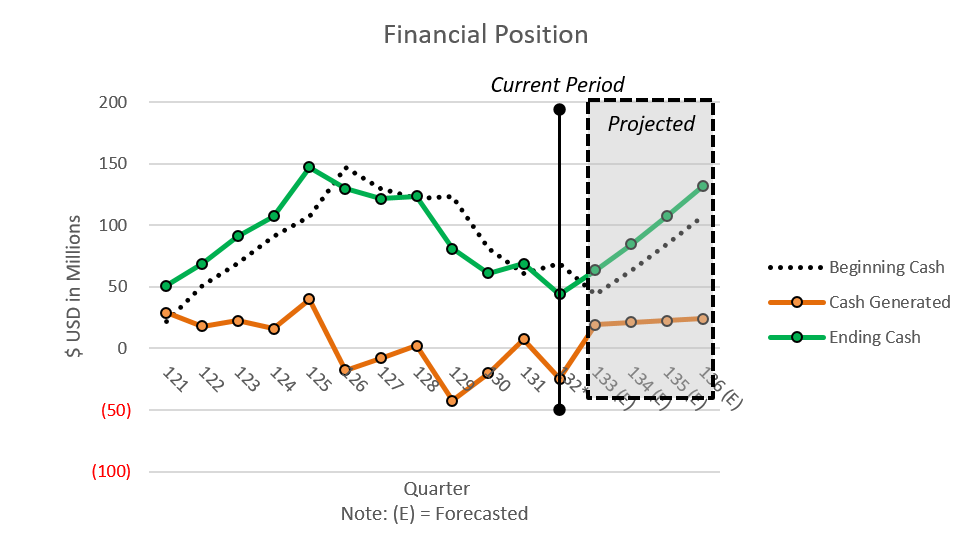 Financial Position
Current Period
Projected
$ USD in Millions
200
150
100
50
0
(50)
(100)
121
122
123
124
125
126
127
128
129
130
131
132*
133 (E)
134 (E)
135 (E)
136 (E)
Quarter
Note: (E) = Forecasted
Beginning Cash
Cash Generated
Ending Cash